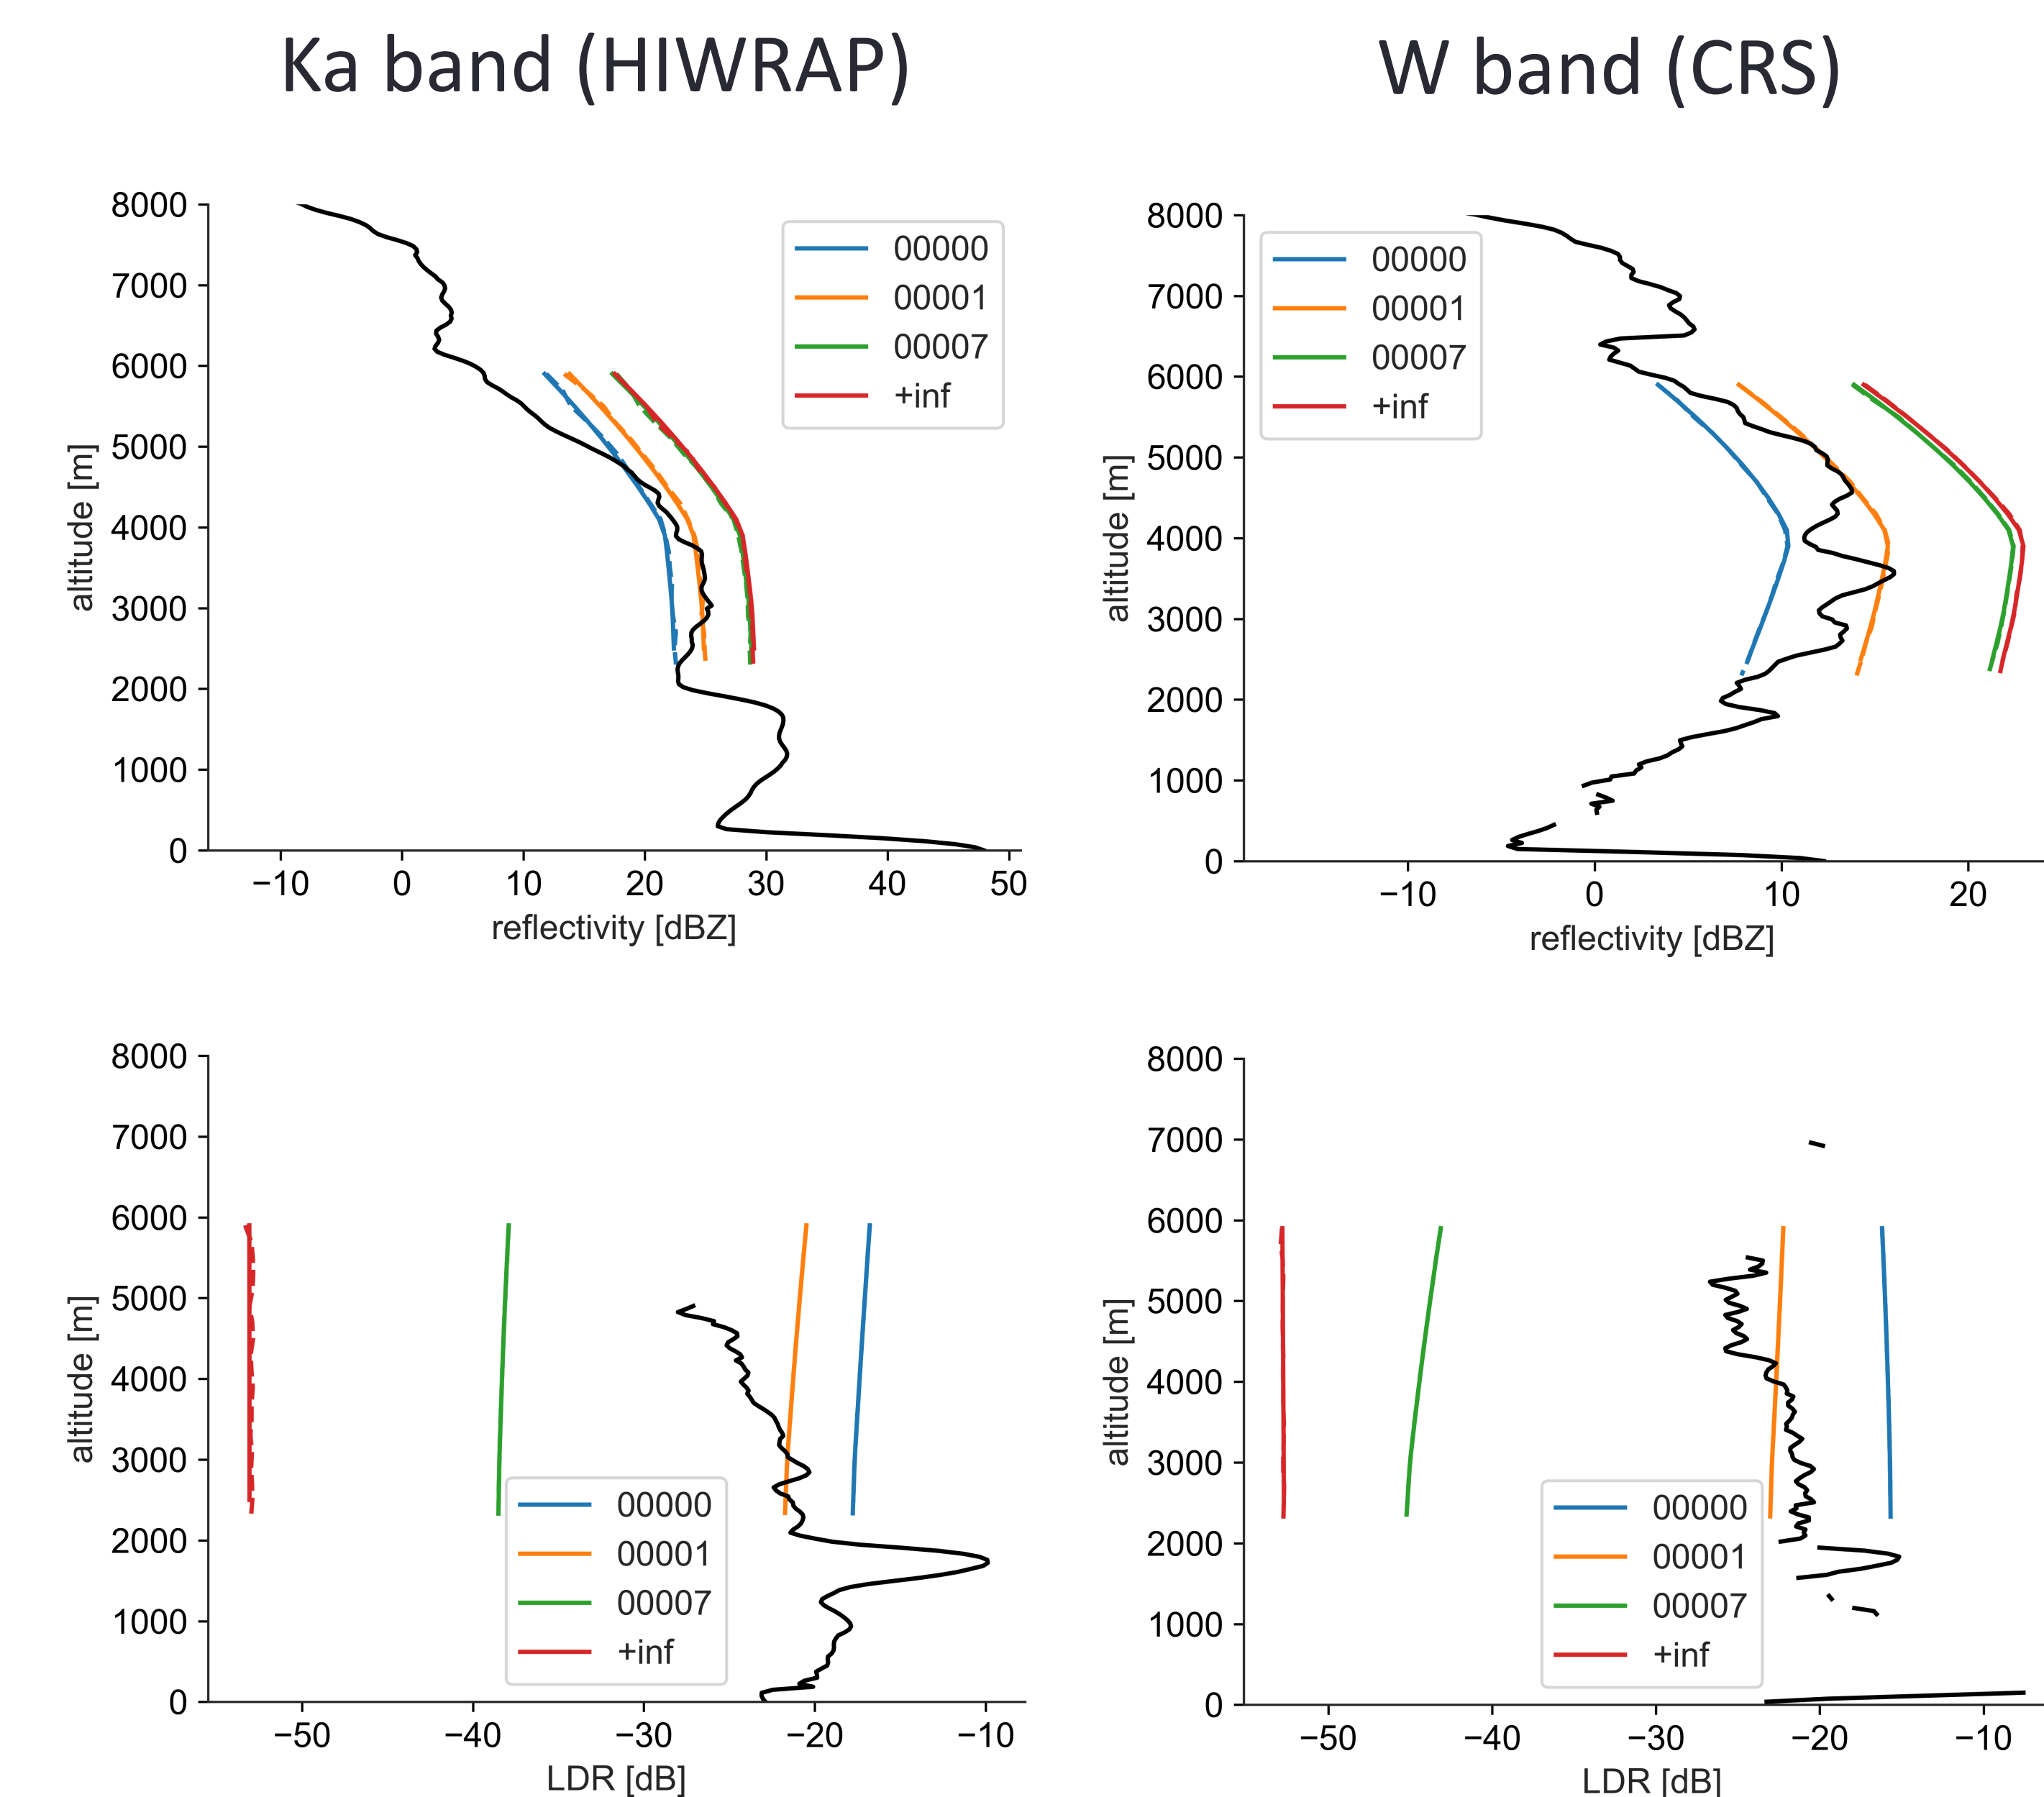 Ka band (HIWRAP)
W band (CRS)
8000
7000
6000
5000
4000
3000
2000
1000
0
altitude [m]
−10 0 10 20 30 40 50
reflectivity [dBZ]
00000
00001
00007
+inf
8000
7000
6000
5000
4000
3000
2000
1000
0
altitude [m]
−10 0 10 20
reflectivity [dBZ]
00000
00001
00007
+inf
8000
7000
6000
5000
4000
3000
2000
1000
0
altitude [m]
−50 −40 −30 −20 −10
LDR [dB]
00000
00001
00007
+inf
8000
7000
6000
5000
4000
3000
2000
1000
0
altitude [m]
−50 −40 −30 −20 −10
LDR [dB]
00000
00001
00007
+inf